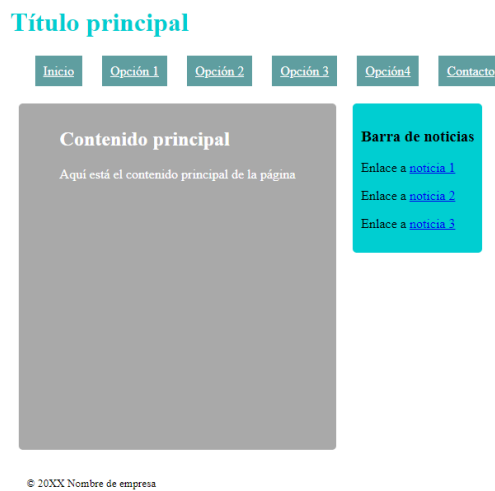 Título principal
Inicio Opción 1 Opción 2 Opción 3 Opción4 Contacto
Contenido principal
Aquí está el contenido principal de la página
Barra de noticias
Enlace a noticia 1
Enlace a noticia 2
Enlace a noticia 3
© 20XX Nombre de empresa